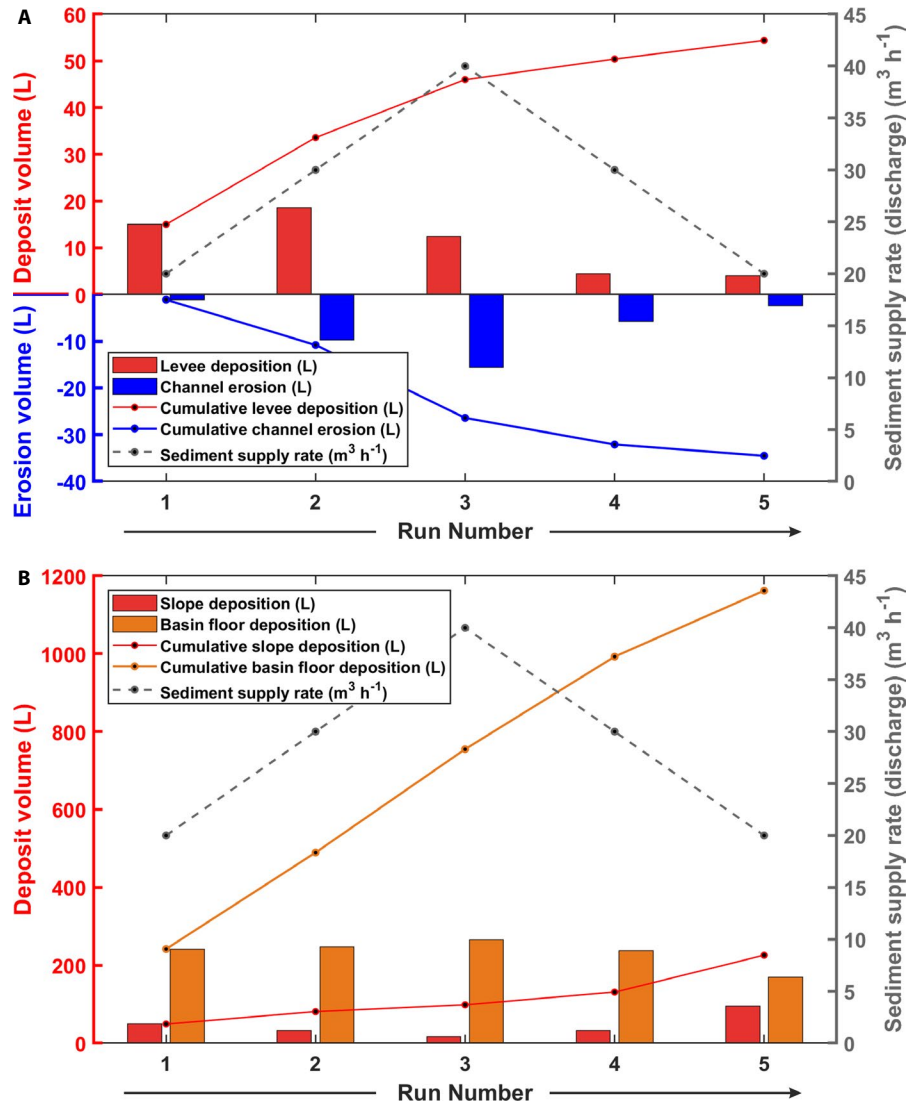 A
60
50
40
30
20
10
0
-10
-20
-30
-40
Deposit volume (L)
Erosion volume (L)
45
40
35
30
25
20
15
10
5
0
Sediment supply rate (discharge) (m³ h⁻¹)
Levee deposition (L)
Channel erosion (L)
Cumulative levee deposition (L)
Cumulative channel erosion (L)
Sediment supply rate (m³ h⁻¹)
1 2 3 4 5
Run Number
B
1200
1000
800
600
400
200
0
Deposit volume (L)
45
40
35
30
25
20
15
10
5
0
Sediment supply rate (discharge) (m³ h⁻¹)
Slope deposition (L)
Basin floor deposition (L)
Cumulative slope deposition (L)
Cumulative basin floor deposition (L)
Sediment supply rate (m³ h⁻¹)
1 2 3 4 5
Run Number